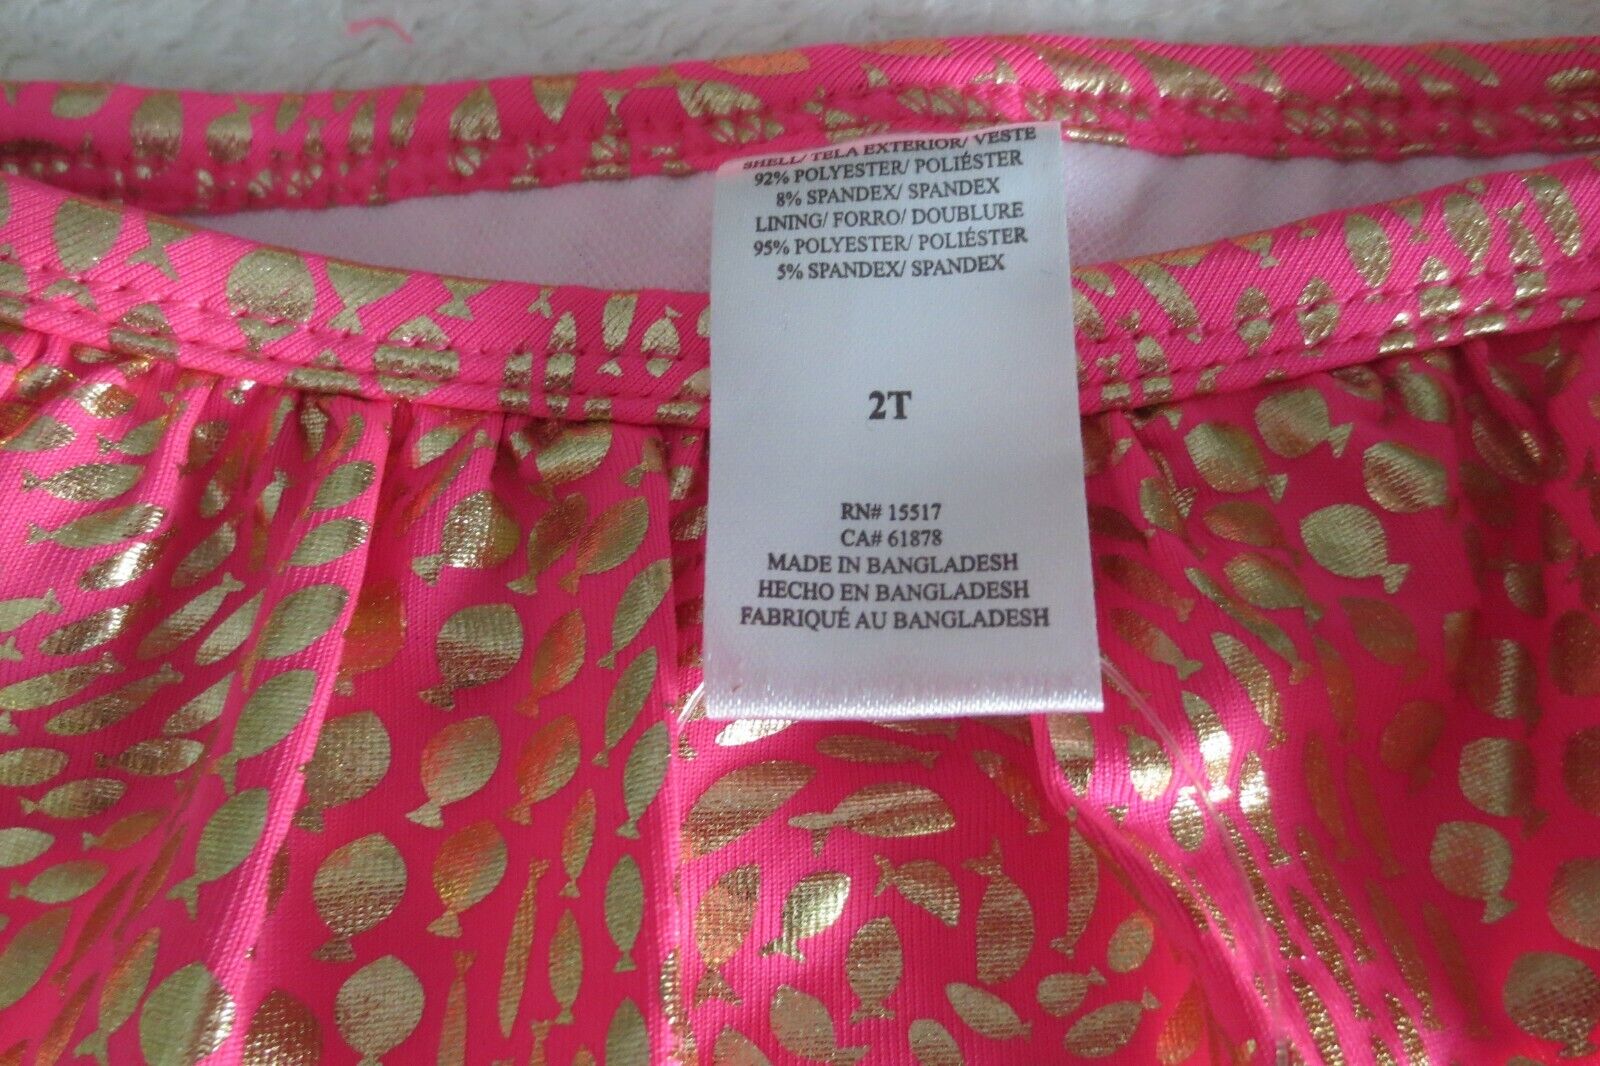 SHELL/ TELA EXTERIOR/ VESTE
92% POLYESTER/ POLIÉSTER
8% SPANDEX/ SPANDEX
LINING/ FORRO/ DOUBLURE
95% POLYESTER/ POLIÉSTER
5% SPANDEX/ SPANDEX
2T
RN# 15517
CA# 61878
MADE IN BANGLADESH
HECHO EN BANGLADESH
FABRIQUÉ AU BANGLADESH